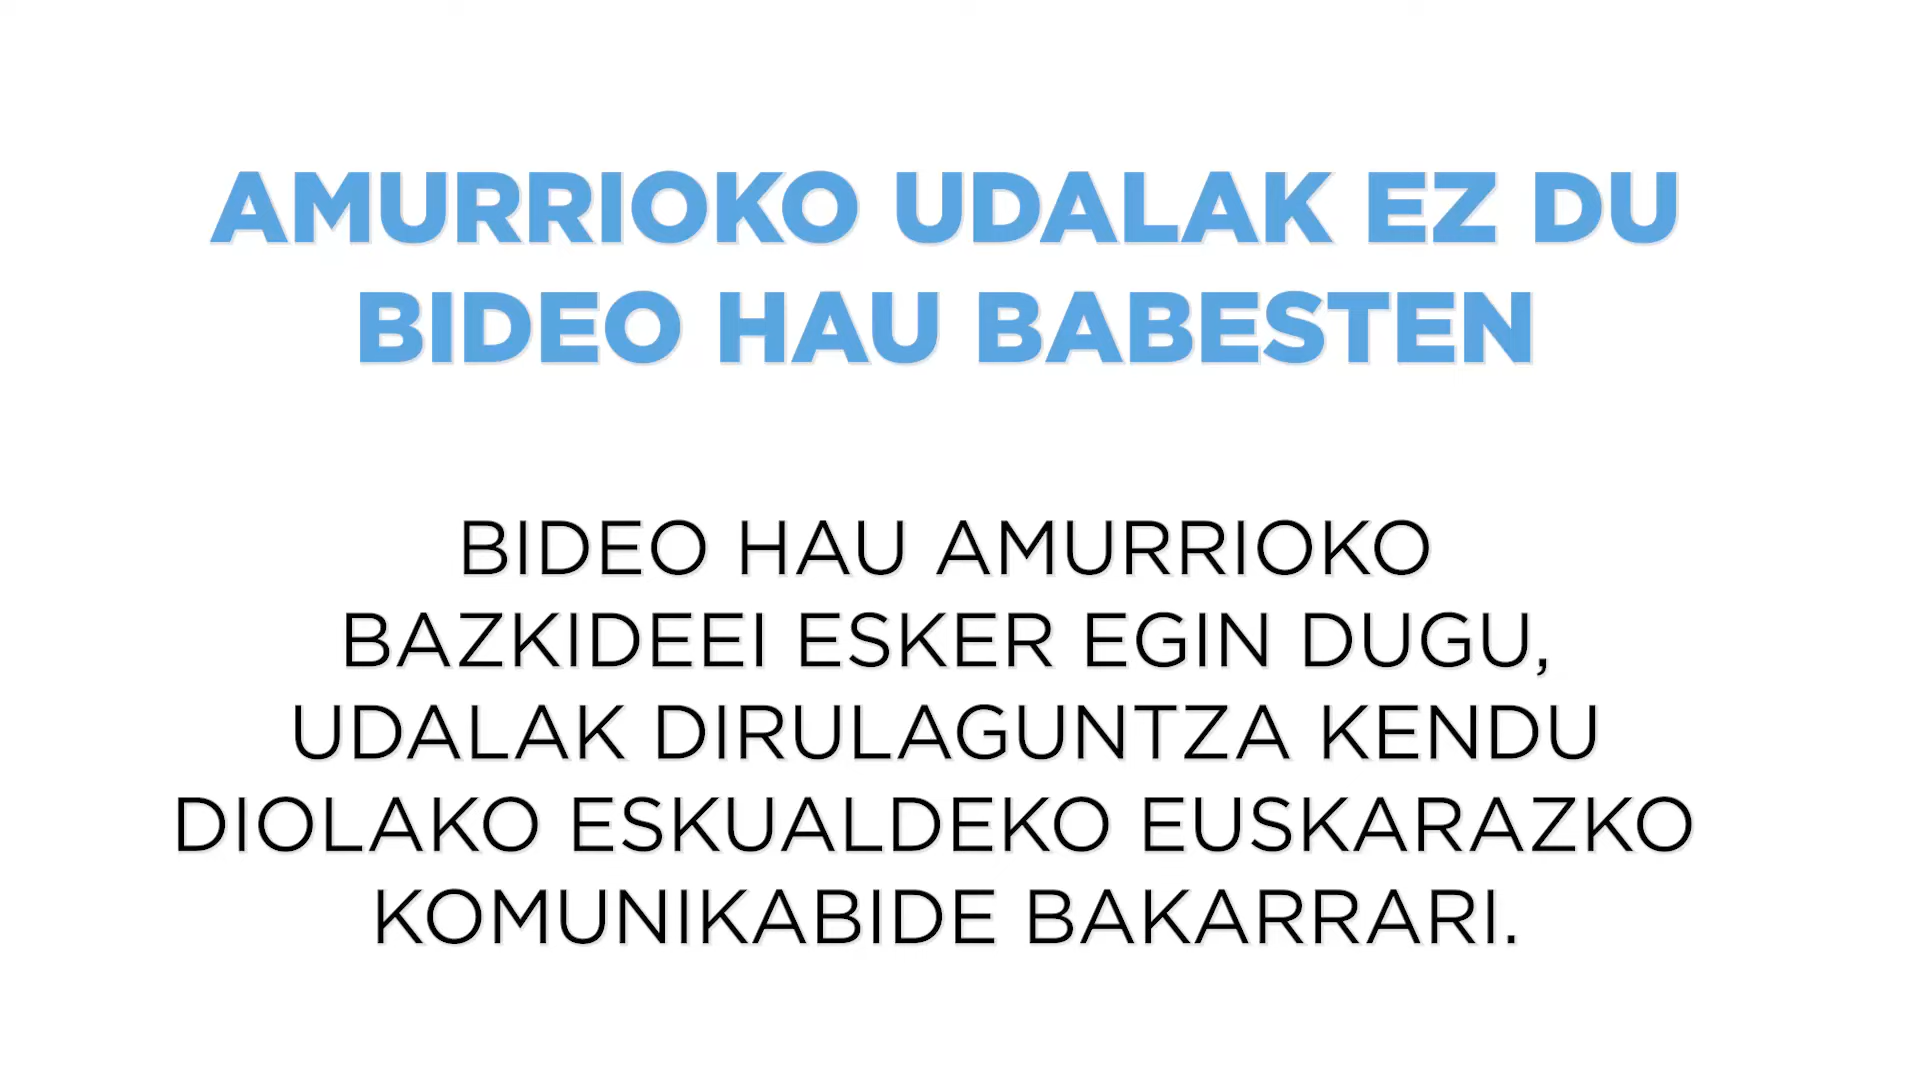 AMURRIOKO UDALAK EZ DU
BIDEO HAU BABESTEN
BIDEO HAU AMURRIOKO
BAZKIDEEI ESKER EGIN DUGU,
UDALAK DIRULAGUNTZA KENDU
DIOLAKO ESKUALDEKO EUSKARAZKO
KOMUNIKABIDE BAKARRARI.